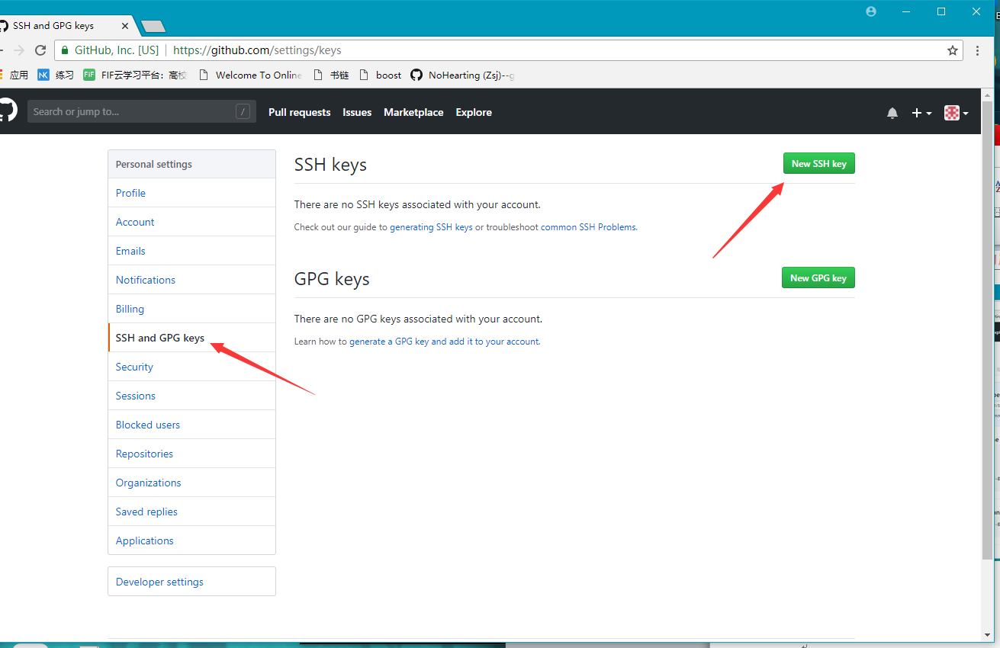 SSH and GPG keys
GitHub, Inc. [US] https://github.com/settings/keys
应用 NK 练习 FiF FIF云学习平台：高校 Welcome To Online 书链 boost NoHearting (Zsj)--g
Search or jump to... / Pull requests Issues Marketplace Explore
Personal settings
Profile
Account
Emails
Notifications
Billing
SSH and GPG keys
Security
Sessions
Blocked users
Repositories
Organizations
Saved replies
Applications
Developer settings
SSH keys
New SSH key
There are no SSH keys associated with your account.
Check out our guide to generating SSH keys or troubleshoot common SSH Problems.
GPG keys
New GPG key
There are no GPG keys associated with your account.
Learn how to generate a GPG key and add it to your account.